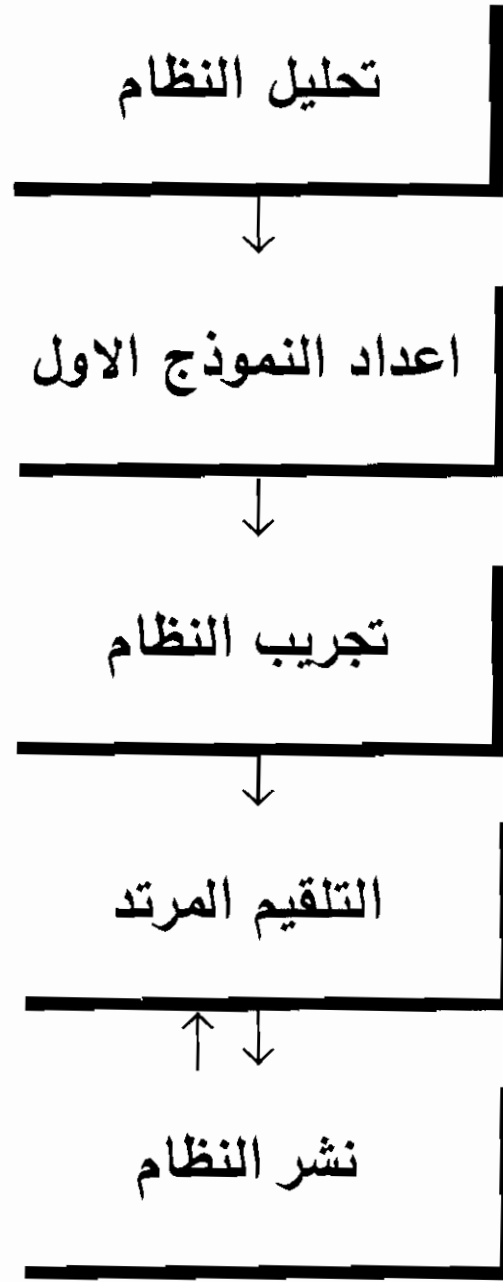 تحليل النظام
اعداد النموذج الاول
تجريب النظام
التلقيم المرتد
نشر النظام